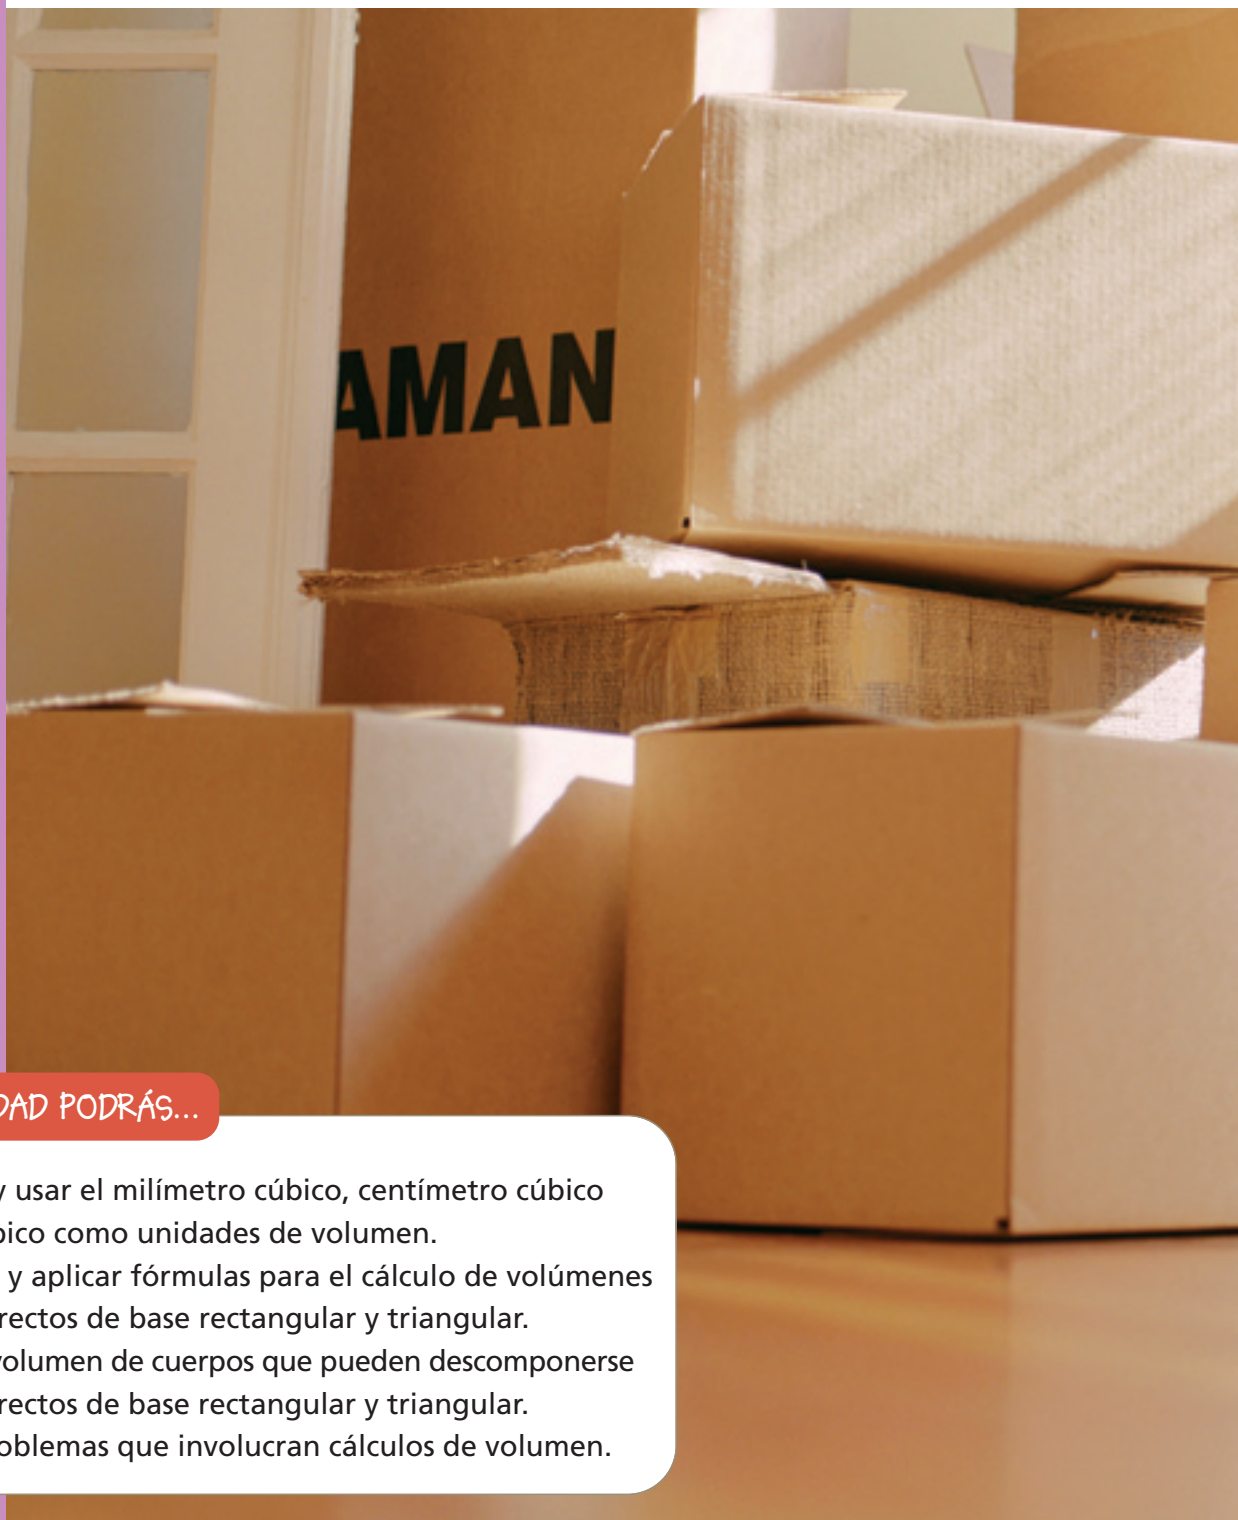 AMAN
DAD PODRÁS...
y usar el milímetro cúbico, centímetro cúbico
bico como unidades de volumen.
y aplicar fórmulas para el cálculo de volúmenes
rectos de base rectangular y triangular.
volumen de cuerpos que pueden descomponerse
rectos de base rectangular y triangular.
oblemas que involucran cálculos de volumen.